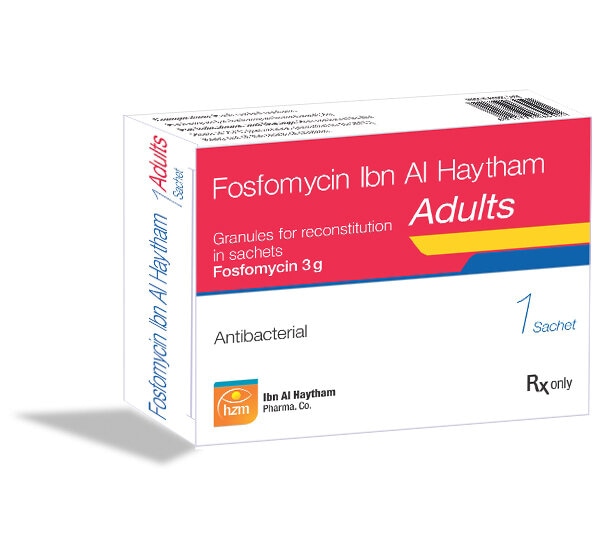 Fosfomycin Ibn Al Haytham
Adults
Granules for reconstitution
in sachets
Fosfomycin 3 g
1 Sachet
Antibacterial
hzm
Ibn Al Haytham
Pharma. Co.
Rx only
Fosfomycin Ibn Al Haytham
Adults
1 Sachet